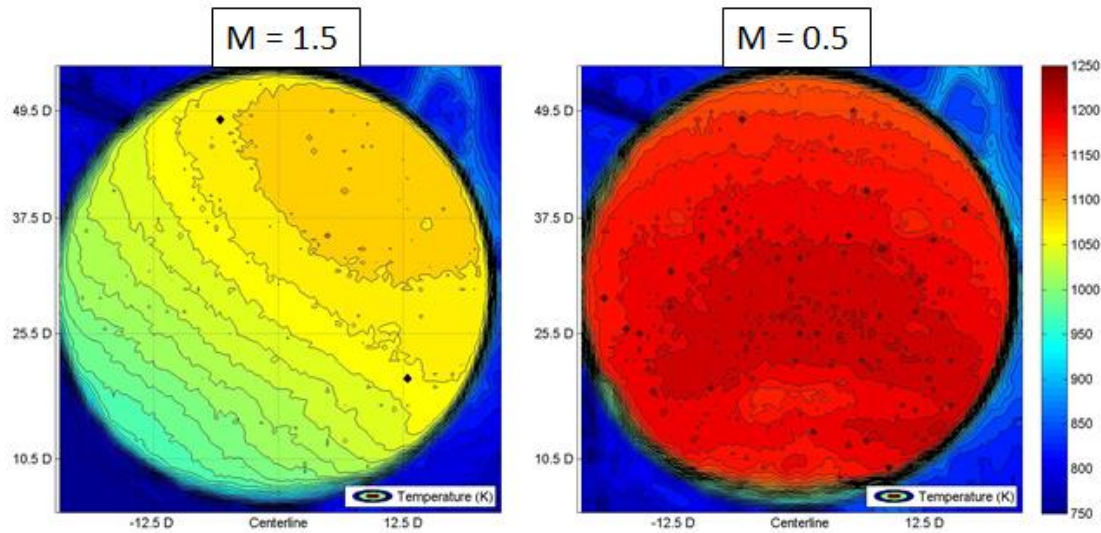 M = 1.5
M = 0.5
49.5 D
37.5 D
25.5 D
10.5 D
-12.5 D
Centerline
12.5 D
Temperature (K)
49.5 D
37.5 D
25.5 D
10.5 D
-12.5 D
Centerline
12.5 D
Temperature (K)
1250
1200
1150
1100
1050
1000
950
900
850
800
750